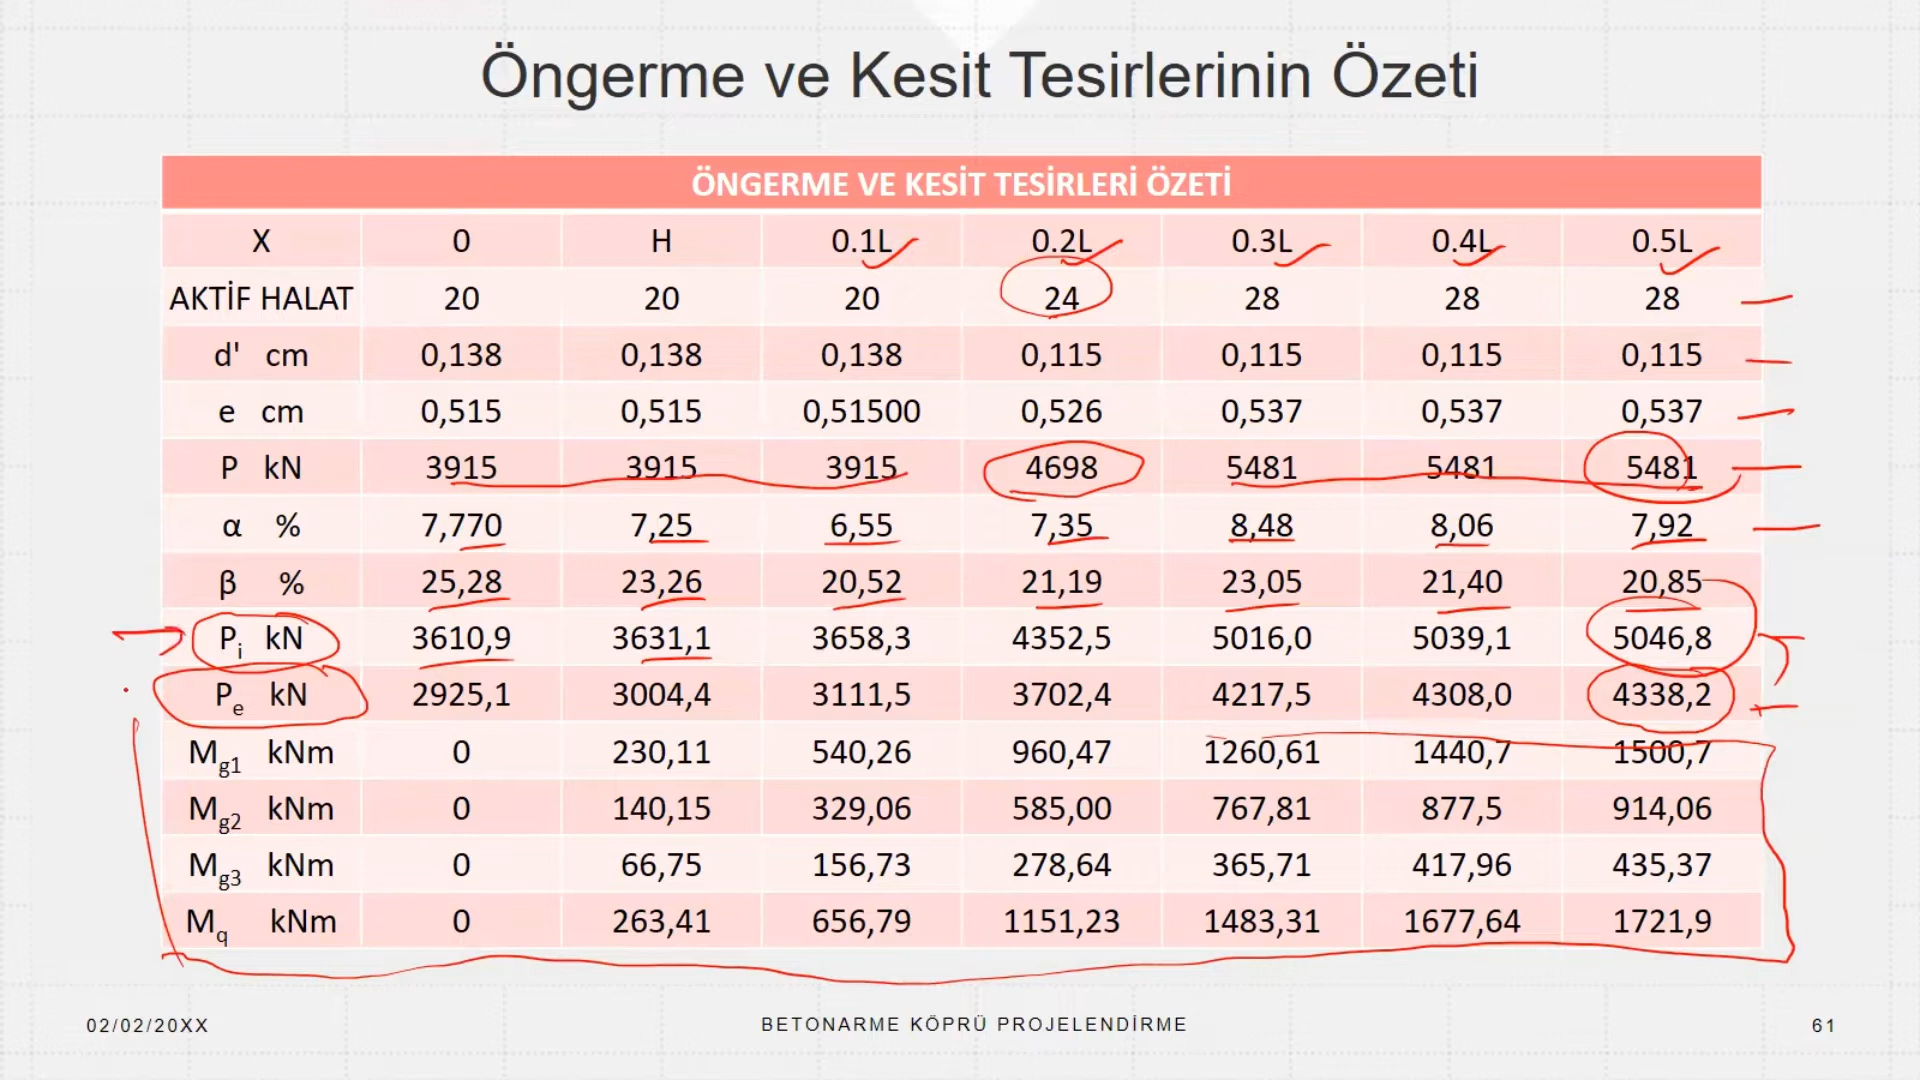 Öngerme ve Kesit Tesirlerinin Özeti
ÖNGERME VE KESİT TESİRLERİ ÖZETİ
X 0 H 0.1L 0.2L 0.3L 0.4L 0.5L
AKTİF HALAT 20 20 20 24 28 28 28
d' cm 0,138 0,138 0,138 0,115 0,115 0,115 0,115
e cm 0,515 0,515 0,51500 0,526 0,537 0,537 0,537
P kN 3915 3915 3915 4698 5481 5481 5481
α % 7,770 7,25 6,55 7,35 8,48 8,06 7,92
β % 25,28 23,26 20,52 21,19 23,05 21,40 20,85
Pi kN 3610,9 3631,1 3658,3 4352,5 5016,0 5039,1 5046,8
Pe kN 2925,1 3004,4 3111,5 3702,4 4217,5 4308,0 4338,2
Mg1 kNm 0 230,11 540,26 960,47 1260,61 1440,7 1500,7
Mg2 kNm 0 140,15 329,06 585,00 767,81 877,5 914,06
Mg3 kNm 0 66,75 156,73 278,64 365,71 417,96 435,37
Mq kNm 0 263,41 656,79 1151,23 1483,31 1677,64 1721,9
02/02/20XX BETONARME KÖPRÜ PROJELENDİRME 61